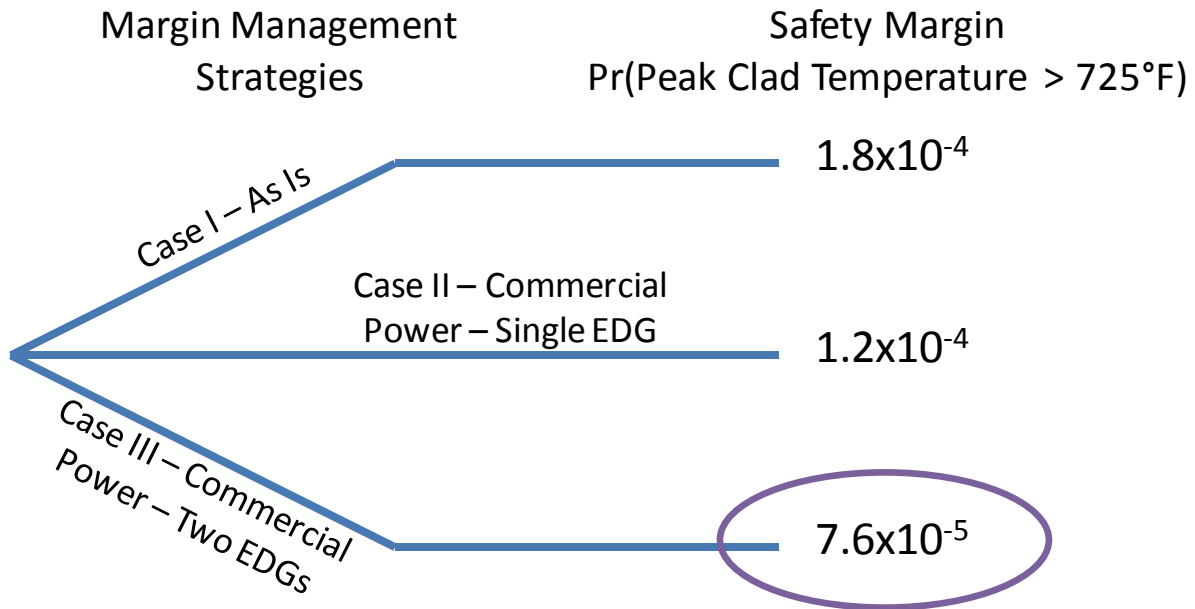 Margin Management
Strategies
Safety Margin
Pr(Peak Clad Temperature > 725°F)
Case I – As Is
1.8x10⁻⁴
Case II – Commercial
Power – Single EDG
1.2x10⁻⁴
Case III – Commercial
Power – Two EDGs
7.6x10⁻⁵